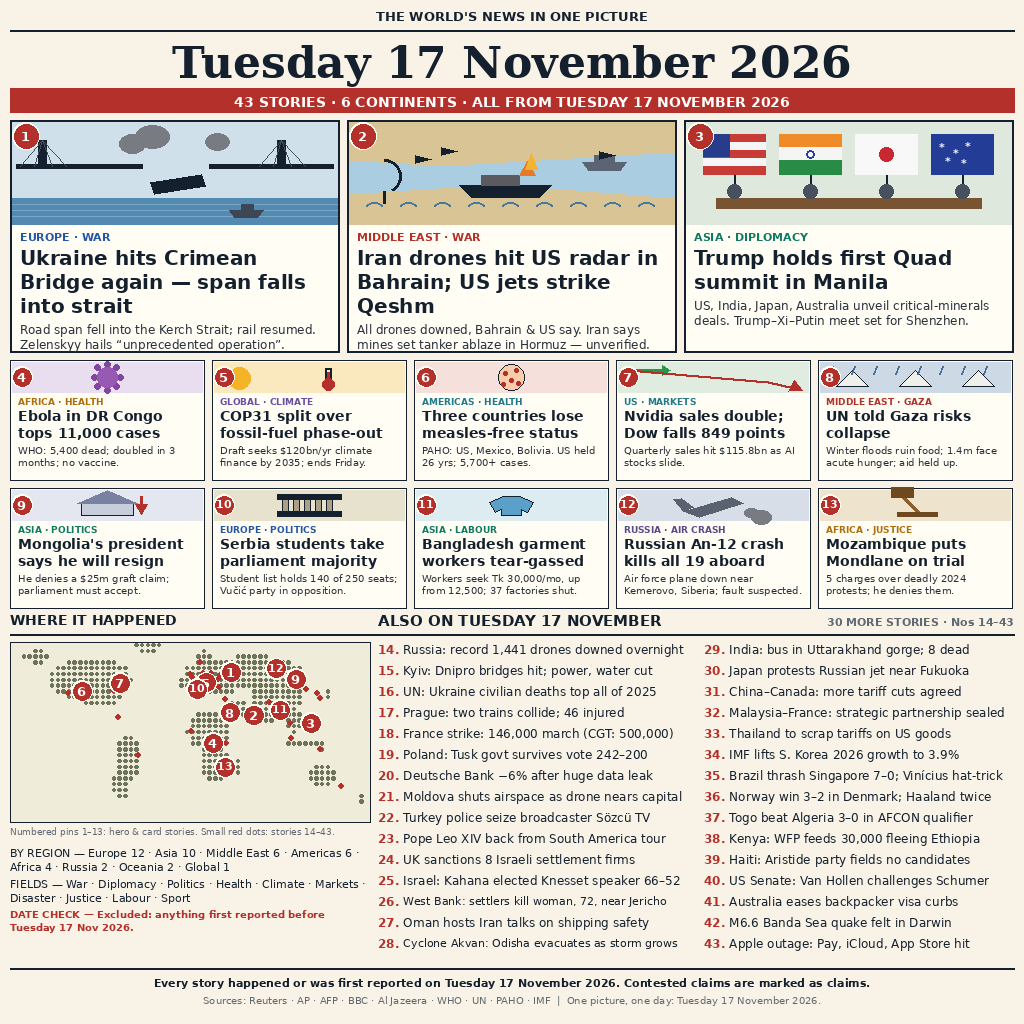 THE WORLD'S NEWS IN ONE PICTURE
Tuesday 17 November 2026
43 STORIES · 6 CONTINENTS · ALL FROM TUESDAY 17 NOVEMBER 2026
1
EUROPE · WAR
Ukraine hits Crimean
Bridge again — span falls
into strait
Road span fell into the Kerch Strait; rail resumed.
Zelenskyy hails “unprecedented operation”.
2
MIDDLE EAST · WAR
Iran drones hit US radar in
Bahrain; US jets strike
Qeshm
All drones downed, Bahrain & US say. Iran says
mines set tanker ablaze in Hormuz — unverified.
3
ASIA · DIPLOMACY
Trump holds first Quad
summit in Manila
US, India, Japan, Australia unveil critical-minerals
deals. Trump–Xi–Putin meet set for Shenzhen.
4
AFRICA · HEALTH
Ebola in DR Congo
tops 11,000 cases
WHO: 5,400 dead; doubled in 3
months; no vaccine.
5
GLOBAL · CLIMATE
COP31 split over
fossil-fuel phase-out
Draft seeks $120bn/yr climate
finance by 2035; ends Friday.
6
AMERICAS · HEALTH
Three countries lose
measles-free status
PAHO: US, Mexico, Bolivia. US held
26 yrs; 5,700+ cases.
7
US · MARKETS
Nvidia sales double;
Dow falls 849 points
Quarterly sales hit $115.8bn as AI
stocks slide.
8
MIDDLE EAST · GAZA
UN told Gaza risks
collapse
Winter floods ruin food; 1.4m face
acute hunger; aid held up.
9
ASIA · POLITICS
Mongolia's president
says he will resign
He denies a $25m graft claim;
parliament must accept.
10
EUROPE · POLITICS
Serbia students take
parliament majority
Student list holds 140 of 250 seats;
Vučić party in opposition.
11
ASIA · LABOUR
Bangladesh garment
workers tear-gassed
Workers seek Tk 30,000/mo, up
from 12,500; 37 factories shut.
12
RUSSIA · AIR CRASH
Russian An-12 crash
kills all 19 aboard
Air force plane down near
Kemerovo, Siberia; fault suspected.
13
AFRICA · JUSTICE
Mozambique puts
Mondlane on trial
5 charges over deadly 2024
protests; he denies them.
WHERE IT HAPPENED
6
7
10
1
12
9
8
2
11
3
4
13
Numbered pins 1–13: hero & card stories. Small red dots: stories 14–43.
BY REGION — Europe 12 · Asia 10 · Middle East 6 · Americas 6 ·
Africa 4 · Russia 2 · Oceania 2 · Global 1
FIELDS — War · Diplomacy · Politics · Health · Climate · Markets ·
Disaster · Justice · Labour · Sport
DATE CHECK — Excluded: anything first reported before
Tuesday 17 Nov 2026.
ALSO ON TUESDAY 17 NOVEMBER
30 MORE STORIES · Nos 14–43
14. Russia: record 1,441 drones downed overnight
15. Kyiv: Dnipro bridges hit; power, water cut
16. UN: Ukraine civilian deaths top all of 2025
17. Prague: two trains collide; 46 injured
18. France strike: 146,000 march (CGT: 500,000)
19. Poland: Tusk govt survives vote 242–200
20. Deutsche Bank −6% after huge data leak
21. Moldova shuts airspace as drone nears capital
22. Turkey police seize broadcaster Sözcü TV
23. Pope Leo XIV back from South America tour
24. UK sanctions 8 Israeli settlement firms
25. Israel: Kahana elected Knesset speaker 66–52
26. West Bank: settlers kill woman, 72, near Jericho
27. Oman hosts Iran talks on shipping safety
28. Cyclone Akvan: Odisha evacuates as storm grows
29. India: bus in Uttarakhand gorge; 8 dead
30. Japan protests Russian jet near Fukuoka
31. China–Canada: more tariff cuts agreed
32. Malaysia–France: strategic partnership sealed
33. Thailand to scrap tariffs on US goods
34. IMF lifts S. Korea 2026 growth to 3.9%
35. Brazil thrash Singapore 7–0; Vinícius hat-trick
36. Norway win 3–2 in Denmark; Haaland twice
37. Togo beat Algeria 3–0 in AFCON qualifier
38. Kenya: WFP feeds 30,000 fleeing Ethiopia
39. Haiti: Aristide party fields no candidates
40. US Senate: Van Hollen challenges Schumer
41. Australia eases backpacker visa curbs
42. M6.6 Banda Sea quake felt in Darwin
43. Apple outage: Pay, iCloud, App Store hit
Every story happened or was first reported on Tuesday 17 November 2026. Contested claims are marked as claims.
Sources: Reuters · AP · AFP · BBC · Al Jazeera · WHO · UN · PAHO · IMF | One picture, one day: Tuesday 17 November 2026.